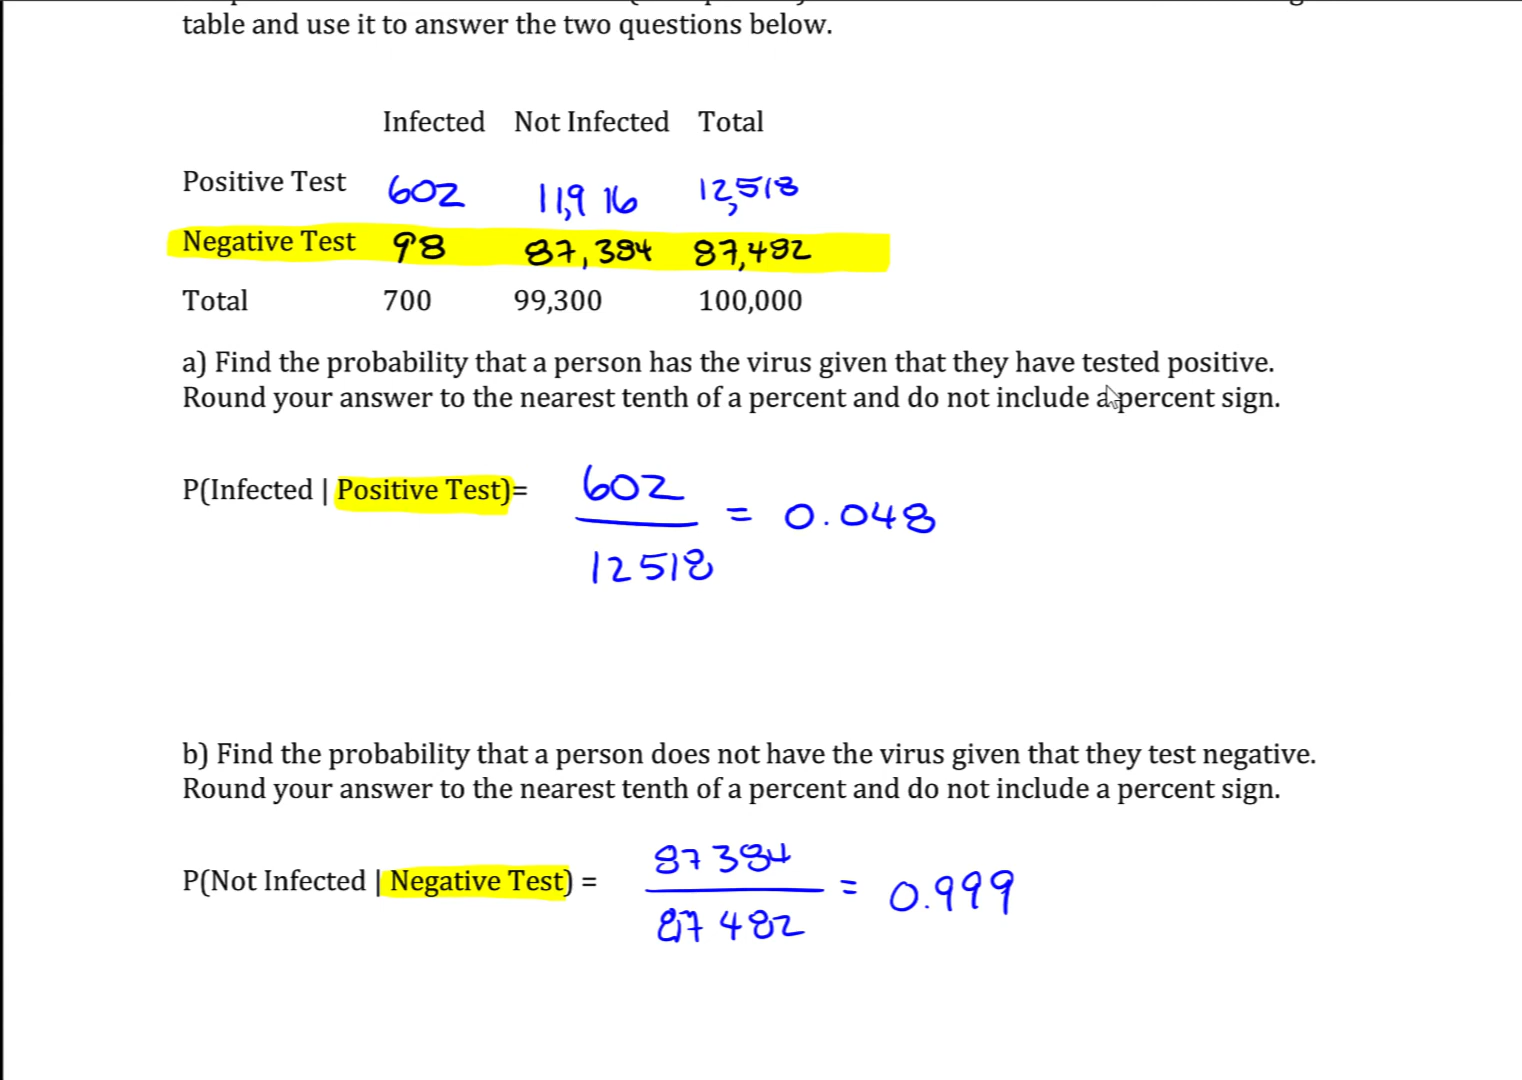 table and use it to answer the two questions below.
Infected Not Infected Total
Positive Test 602 11,916 12,518
Negative Test 98 87,384 87,482
Total 700 99,300 100,000
a) Find the probability that a person has the virus given that they have tested positive.
Round your answer to the nearest tenth of a percent and do not include a percent sign.
P(Infected | Positive Test)= 602 / 12518 = 0.048
b) Find the probability that a person does not have the virus given that they test negative.
Round your answer to the nearest tenth of a percent and do not include a percent sign.
P(Not Infected | Negative Test) = 87384 / 87482 = 0.999